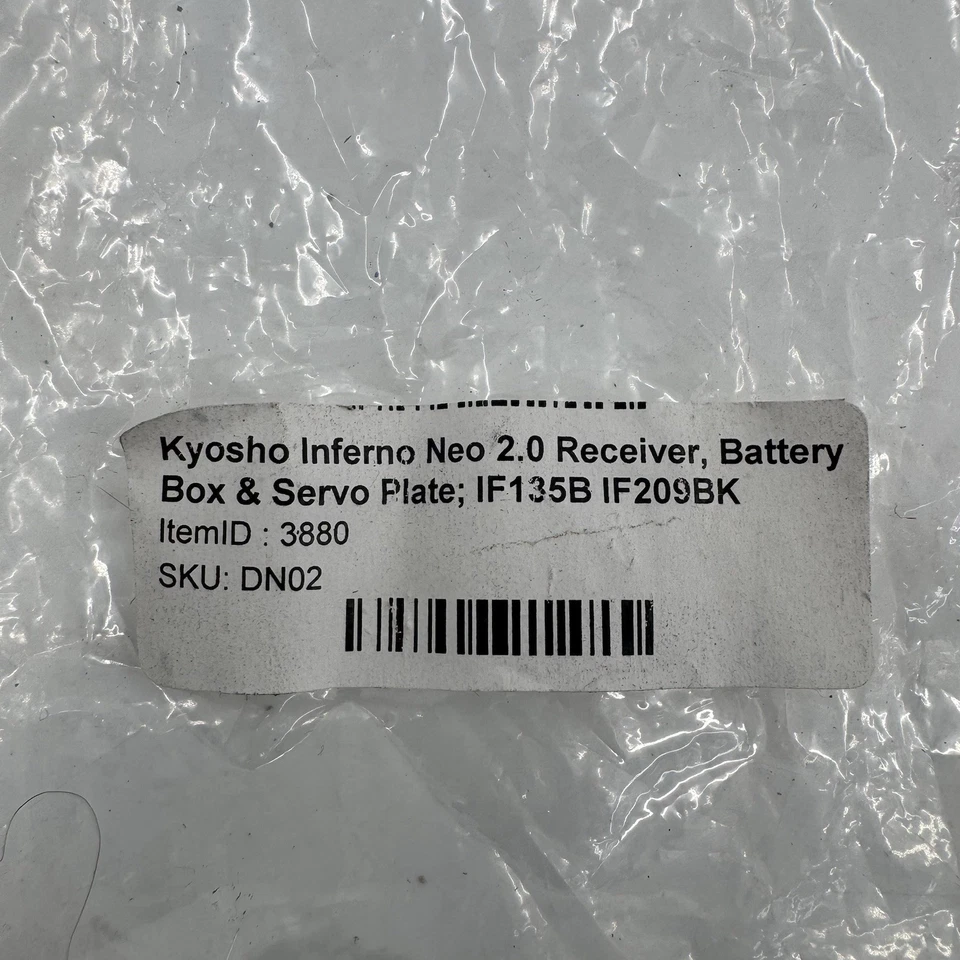 Kyosho Inferno Neo 2.0 Receiver, Battery
Box & Servo Plate; IF135B IF209BK
ItemID : 3880
SKU: DN02